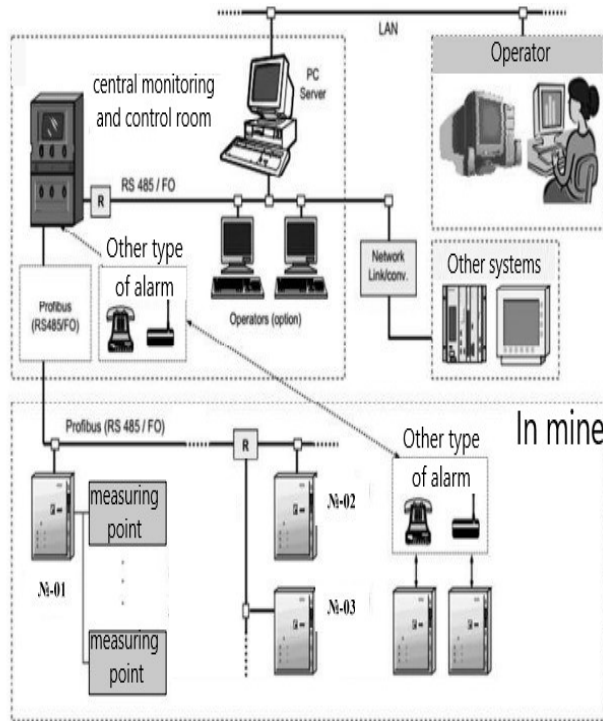 LAN
Operator
PC
Server
central monitoring
and control room
R
RS 485 / FO
Other type
of alarm
Profibus
(RS485/FO)
Operators (option)
Network
Link/conv.
Other systems
In mine
Profibus (RS 485 / FO)
R
Other type
of alarm
measuring
point
№-02
№-01
№-03
measuring
point